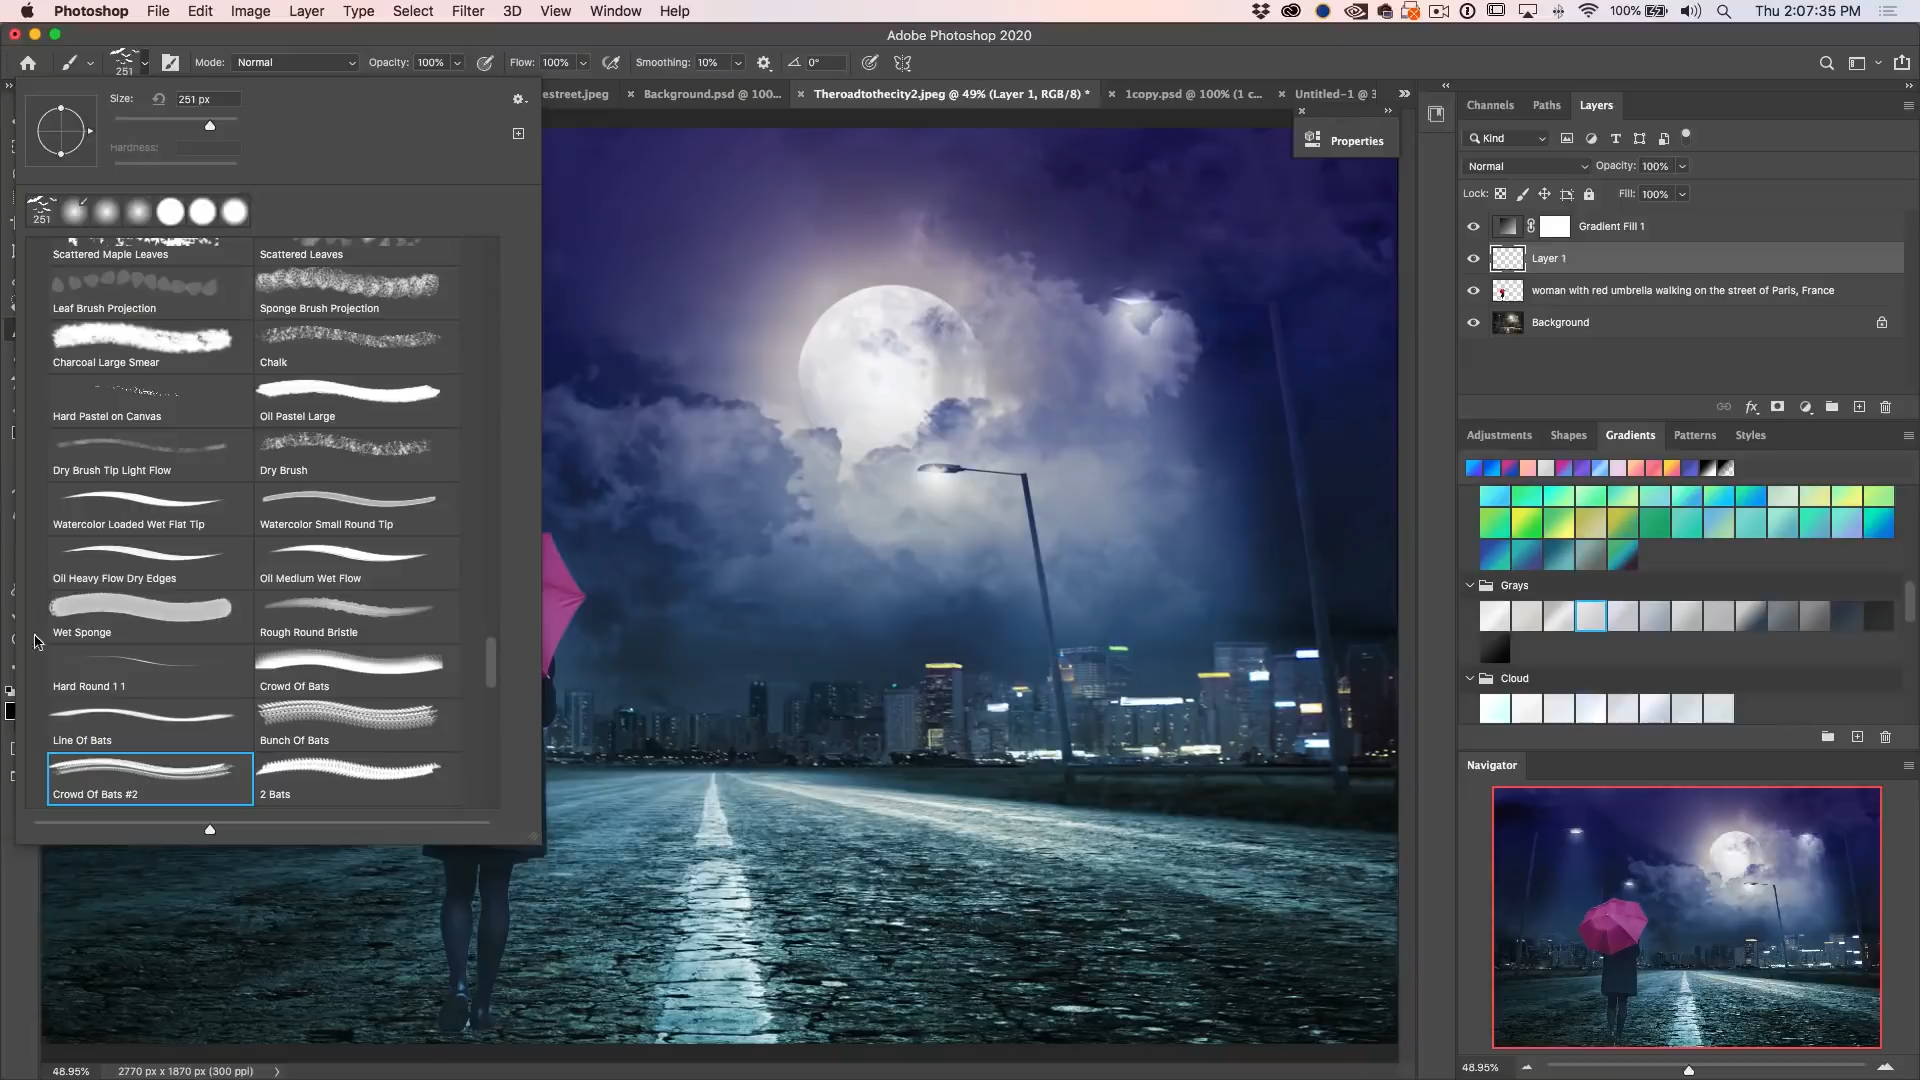 Photoshop File Edit Image Layer Type Select Filter 3D View Window Help 100% Thu 2:07:35 PM
Adobe Photoshop 2020
251 Mode: Normal Opacity: 100% Flow: 100% Smoothing: 10% 0°
estreet.jpeg Background.psd @ 100... Theroadtothecity2.jpeg @ 49% (Layer 1, RGB/8) * 1copy.psd @ 100% (1 c... Untitled-1 @ 3
Size: 251 px
Hardness:
251
Scattered Maple Leaves Scattered Leaves
Leaf Brush Projection Sponge Brush Projection
Charcoal Large Smear Chalk
Hard Pastel on Canvas Oil Pastel Large
Dry Brush Tip Light Flow Dry Brush
Watercolor Loaded Wet Flat Tip Watercolor Small Round Tip
Oil Heavy Flow Dry Edges Oil Medium Wet Flow
Wet Sponge Rough Round Bristle
Hard Round 1 1 Crowd Of Bats
Line Of Bats Bunch Of Bats
Crowd Of Bats #2 2 Bats
Properties
Channels Paths Layers
Kind
Normal Opacity: 100%
Lock: Fill: 100%
Gradient Fill 1
Layer 1
woman with red umbrella walking on the street of Paris, France
Background
fx
Adjustments Shapes Gradients Patterns Styles
Grays
Cloud
Navigator
48.95%
48.95% 2770 px x 1870 px (300 ppi)